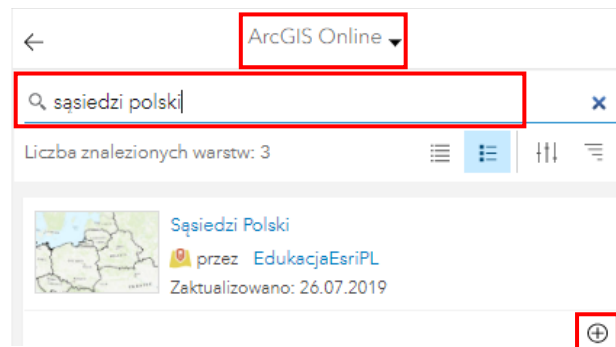 ArcGIS Online
sąsiedzi polski
Liczba znalezionych warstw: 3
Sąsiedzi Polski
przez EdukacjaEsriPL
Zaktualizowano: 26.07.2019